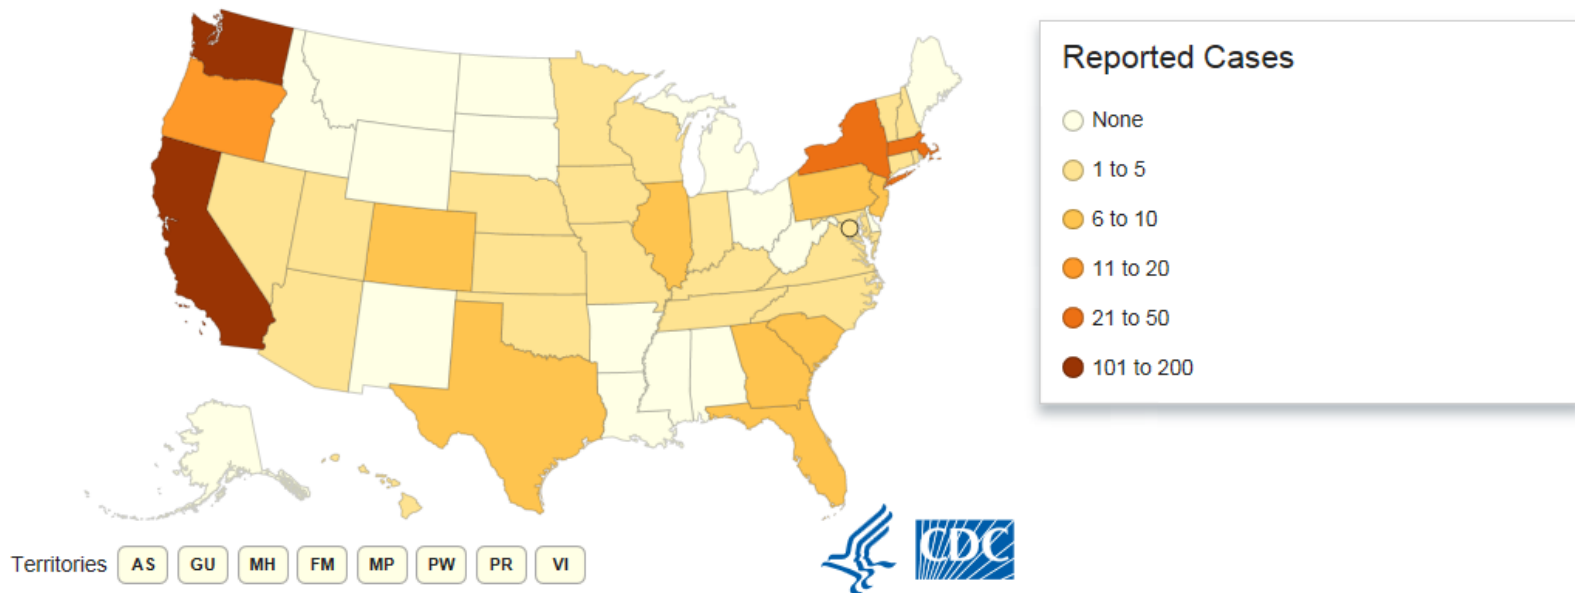 Reported Cases
None
1 to 5
6 to 10
11 to 20
21 to 50
101 to 200
Territories AS GU MH FM MP PW PR VI
CDC